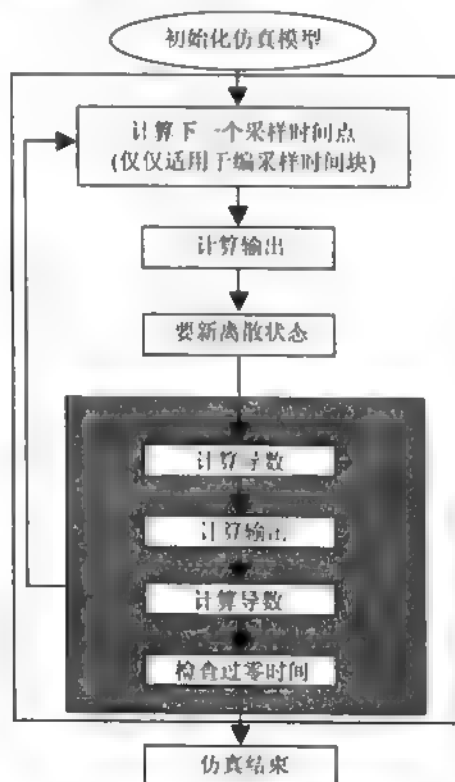 初始化仿真模型
计算下一个采样时间点
(仅仅适用于编采样时间块)
计算输出
要新离散状态
计算导数
计算输出
计算导数
检查过零时间
仿真结束